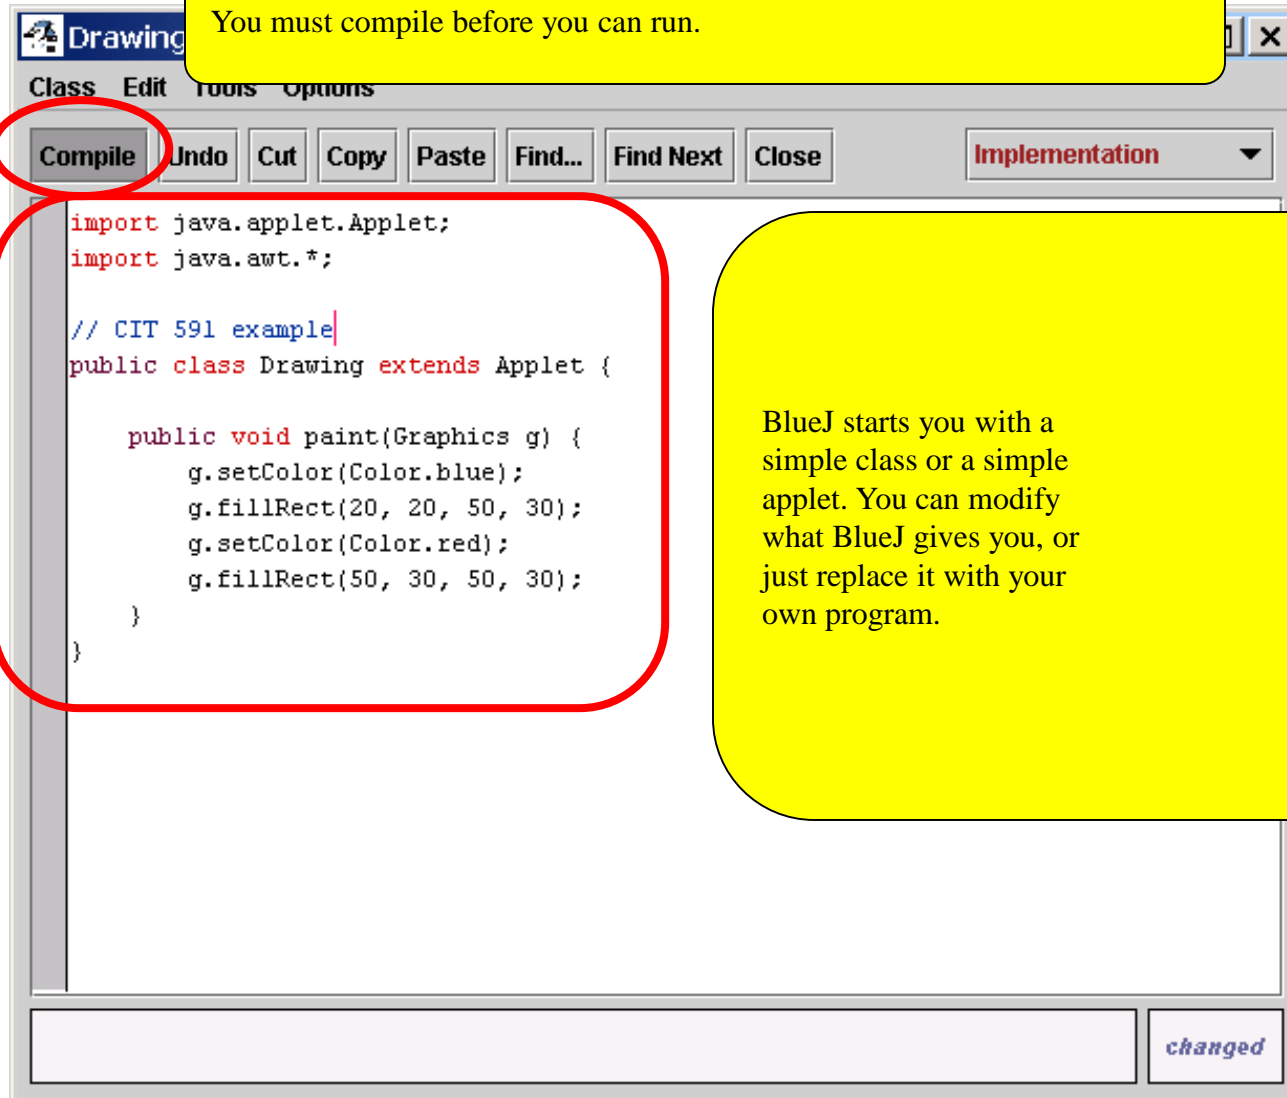 You must compile before you can run.
Drawing
Class Edit Tools Options
Compile Undo Cut Copy Paste Find... Find Next Close Implementation
import java.applet.Applet;
import java.awt.*;
// CIT 591 example
public class Drawing extends Applet {
public void paint(Graphics g) {
g.setColor(Color.blue);
g.fillRect(20, 20, 50, 30);
g.setColor(Color.red);
g.fillRect(50, 30, 50, 30);
}
}
BlueJ starts you with a
simple class or a simple
applet. You can modify
what BlueJ gives you, or
just replace it with your
own program.
changed